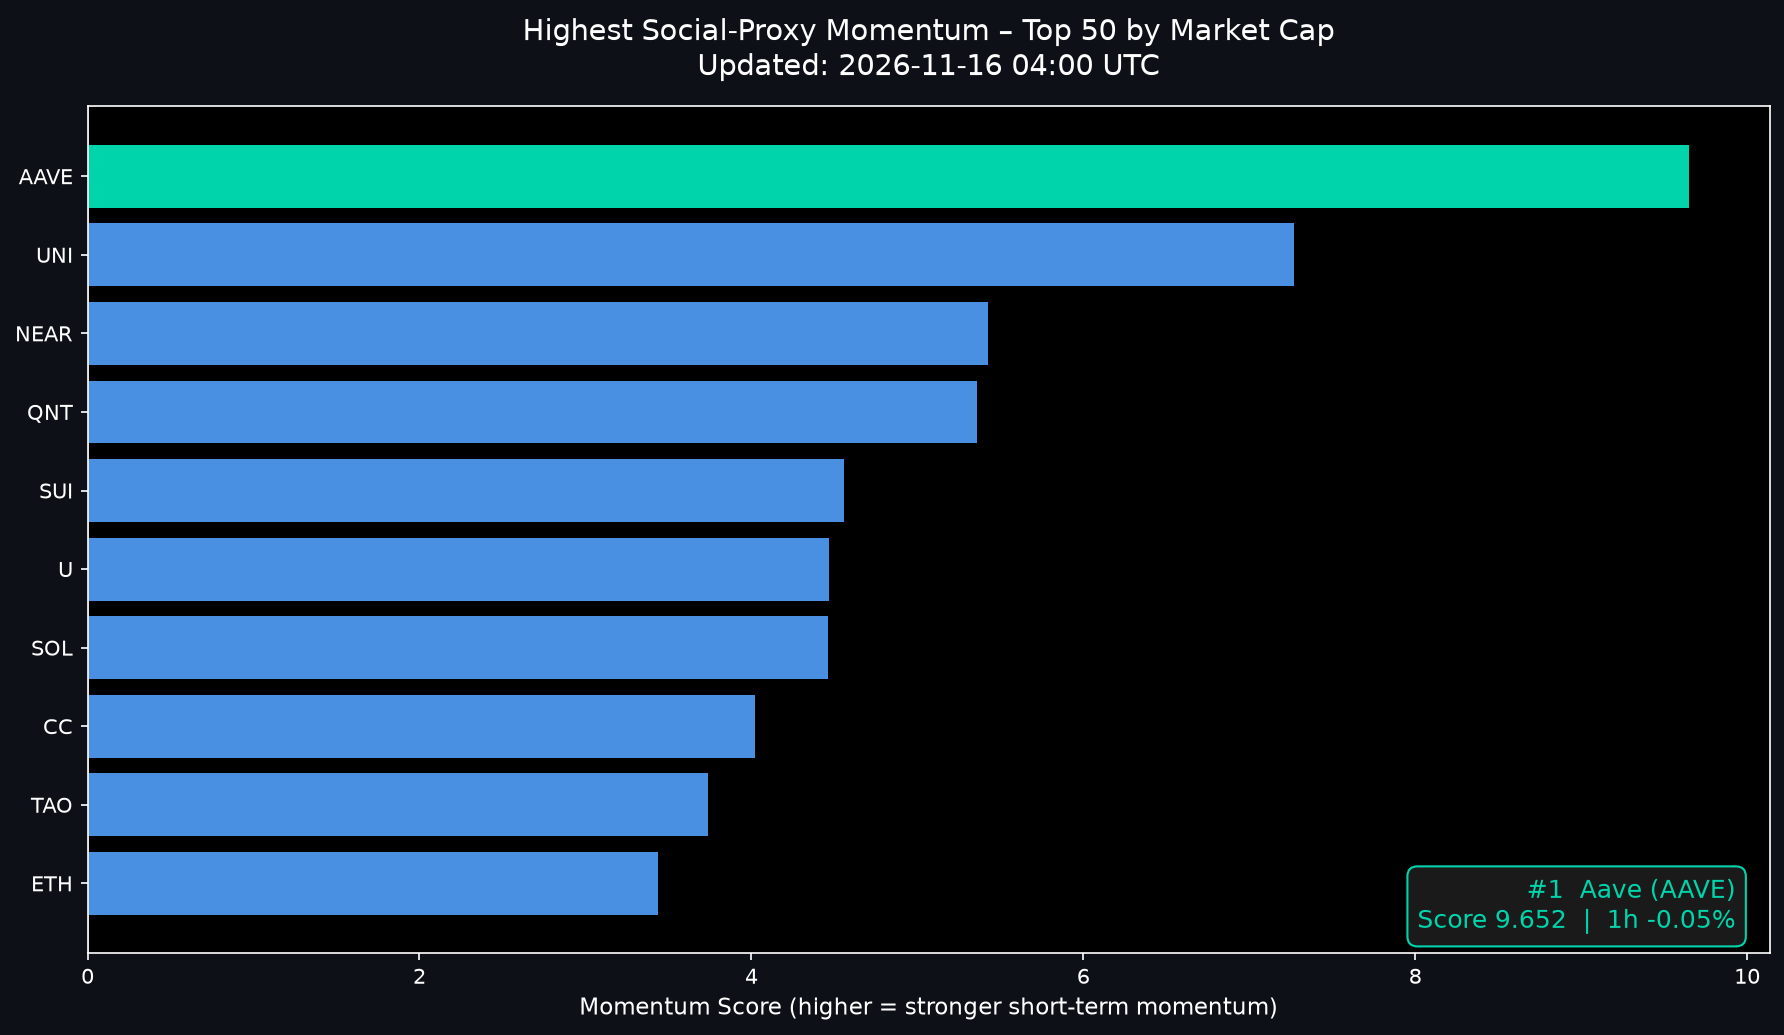 Highest Social-Proxy Momentum – Top 50 by Market Cap
Updated: 2026-11-16 04:00 UTC
AAVE
UNI
NEAR
QNT
SUI
U
SOL
CC
TAO
ETH
#1 Aave (AAVE)
Score 9.652 | 1h -0.05%
0 2 4 6 8 10
Momentum Score (higher = stronger short-term momentum)